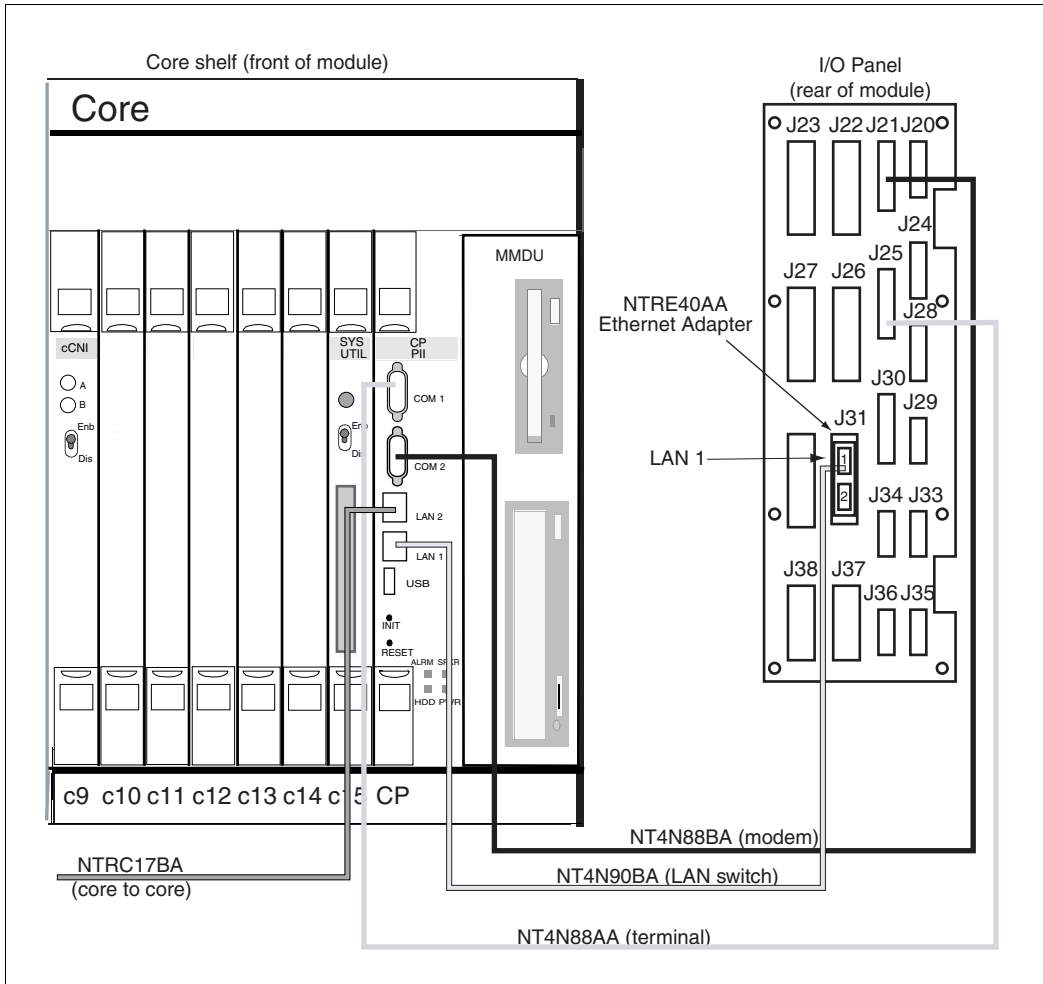 Core shelf (front of module)
I/O Panel
(rear of module)
Core
J23 J22 J21 J20
J24
J25
MMDU
J27 J26
NTRE40AA
Ethernet Adapter
J28
SYS
UTIL
CP
PII
cCNI
A
B
COM 1
Enb
Enb
J30
J29
J31
Dis
Dis
COM 2
LAN 1
1
2
LAN 2
J34 J33
LAN 1
USB
J38 J37
J36 J35
INIT
RESET
ALRM SPKR
HDD PWR
c9 c10 c11 c12 c13 c14 c15 CP
NT4N88BA (modem)
NTRC17BA
(core to core)
NT4N90BA (LAN switch)
NT4N88AA (terminal)